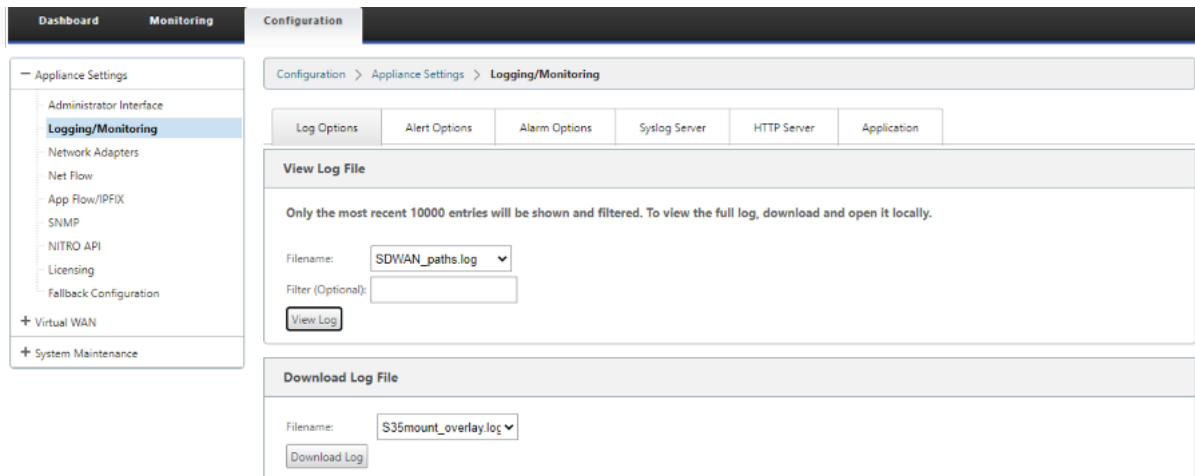 Dashboard Monitoring Configuration
Appliance Settings
Administrator Interface
Logging/Monitoring
Network Adapters
Net Flow
App Flow/IPFIX
SNMP
NITRO API
Licensing
Fallback Configuration
Virtual WAN
System Maintenance
Configuration > Appliance Settings > Logging/Monitoring
Log Options Alert Options Alarm Options Syslog Server HTTP Server Application
View Log File
Only the most recent 10000 entries will be shown and filtered. To view the full log, download and open it locally.
Filename: SDWAN_paths.log
Filter (Optional):
View Log
Download Log File
Filename: S35mount_overlay.log
Download Log